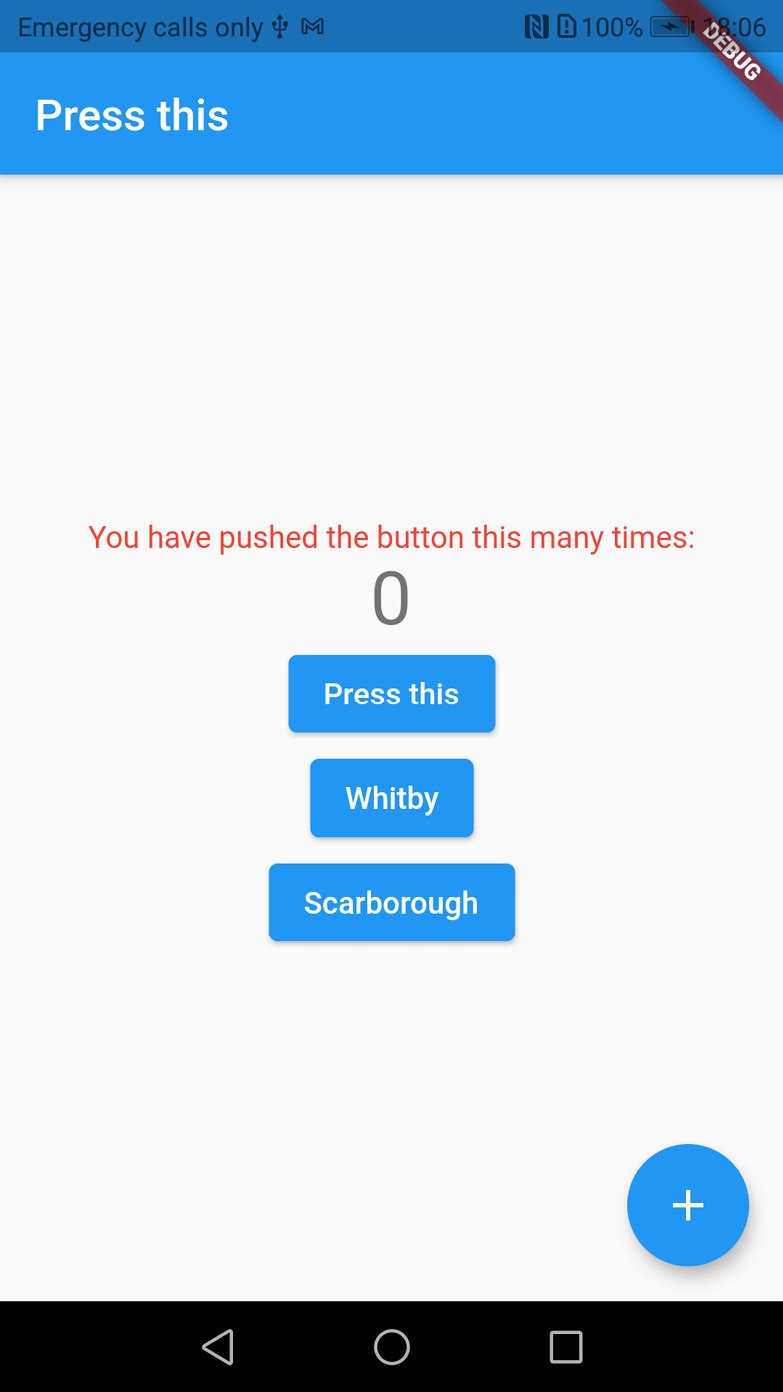 Emergency calls only
100% 18:06
DEBUG
Press this
You have pushed the button this many times:
0
Press this
Whitby
Scarborough
+